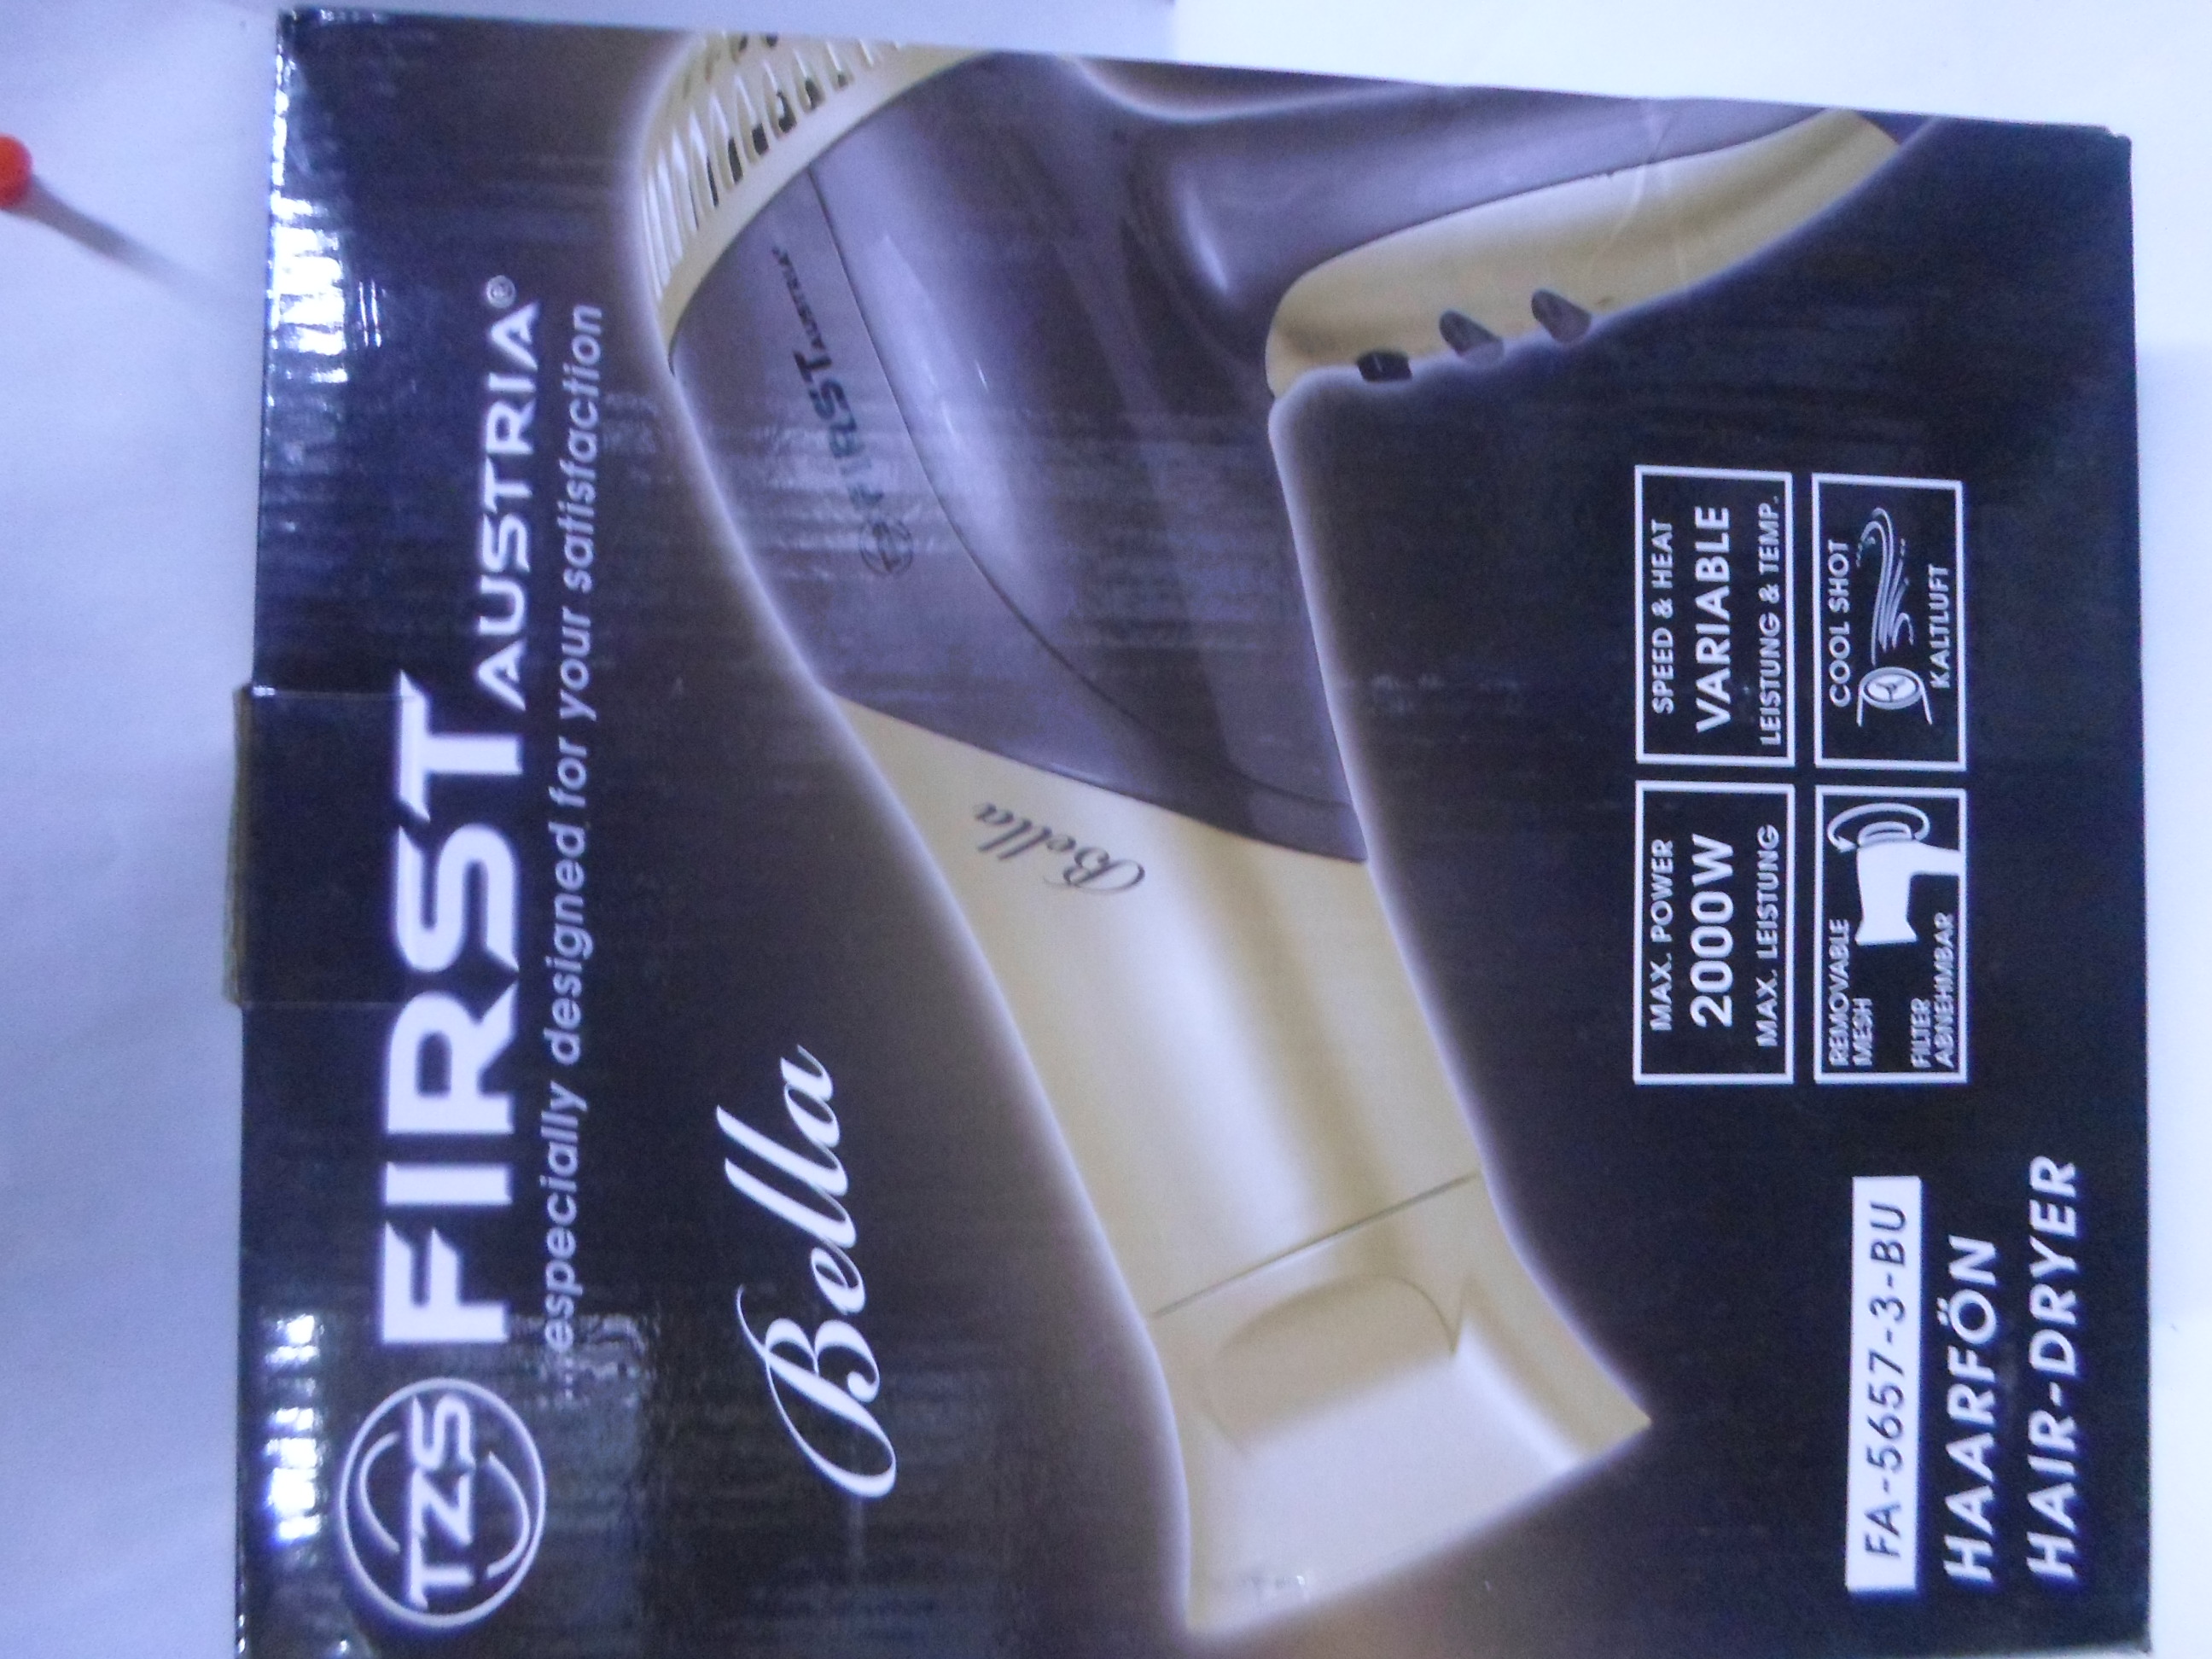 TZS FIRST AUSTRIA®
...especially designed for your satisfaction
Bella
FIRST AUSTRIA
Bella
MAX. POWER
2000W
MAX. LEISTUNG
SPEED & HEAT
VARIABLE
LEISTUNG & TEMP.
REMOVABLE
MESH
FILTER
ABNEHMBAR
COOL SHOT
KALTLUFT
FA-5657-3-BU
HAARFÖN
HAIR-DRYER